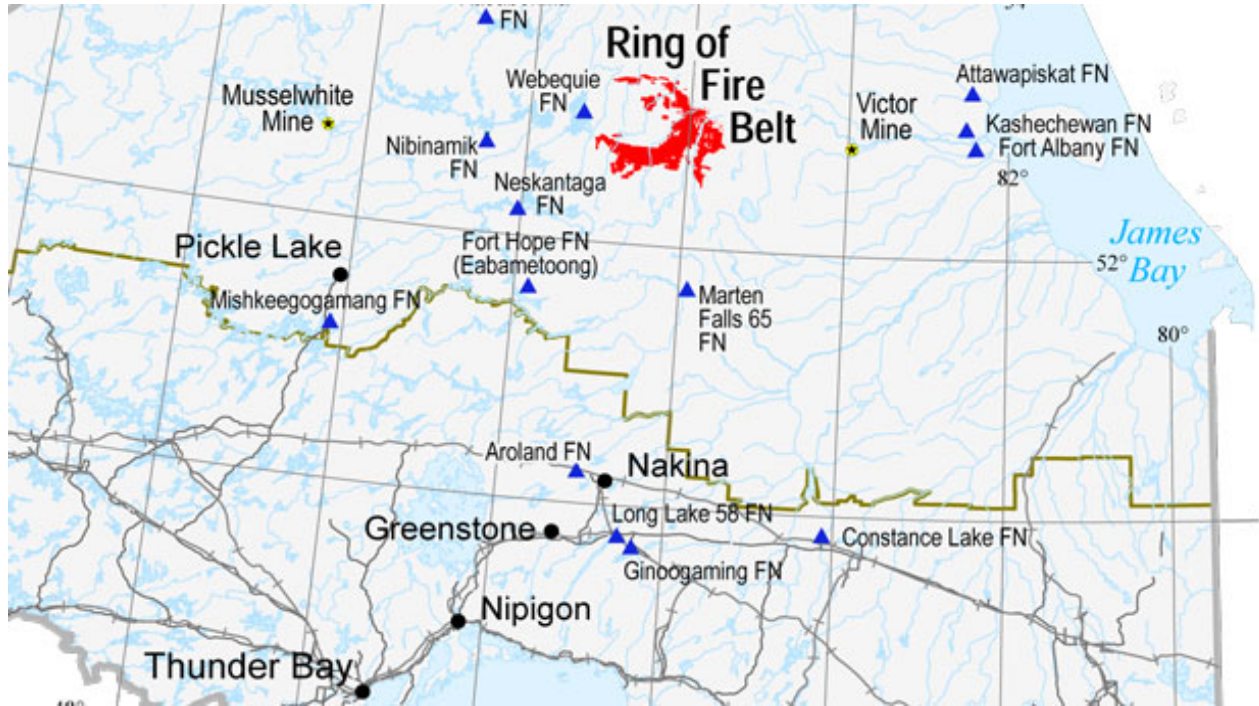 FN
Ring of
Fire
Belt
Webequie
FN
Musselwhite
Mine
Nibinamik
FN
Victor
Mine
Attawapiskat FN
Kashechewan FN
Fort Albany FN
82°
Neskantaga
FN
Pickle Lake
Fort Hope FN
(Eabametoong)
James
Bay
52°
Mishkeegogamang FN
Marten
Falls 65
FN
80°
Aroland FN
Nakina
Greenstone
Long Lake 58 FN
Constance Lake FN
Ginoogaming FN
Nipigon
Thunder Bay